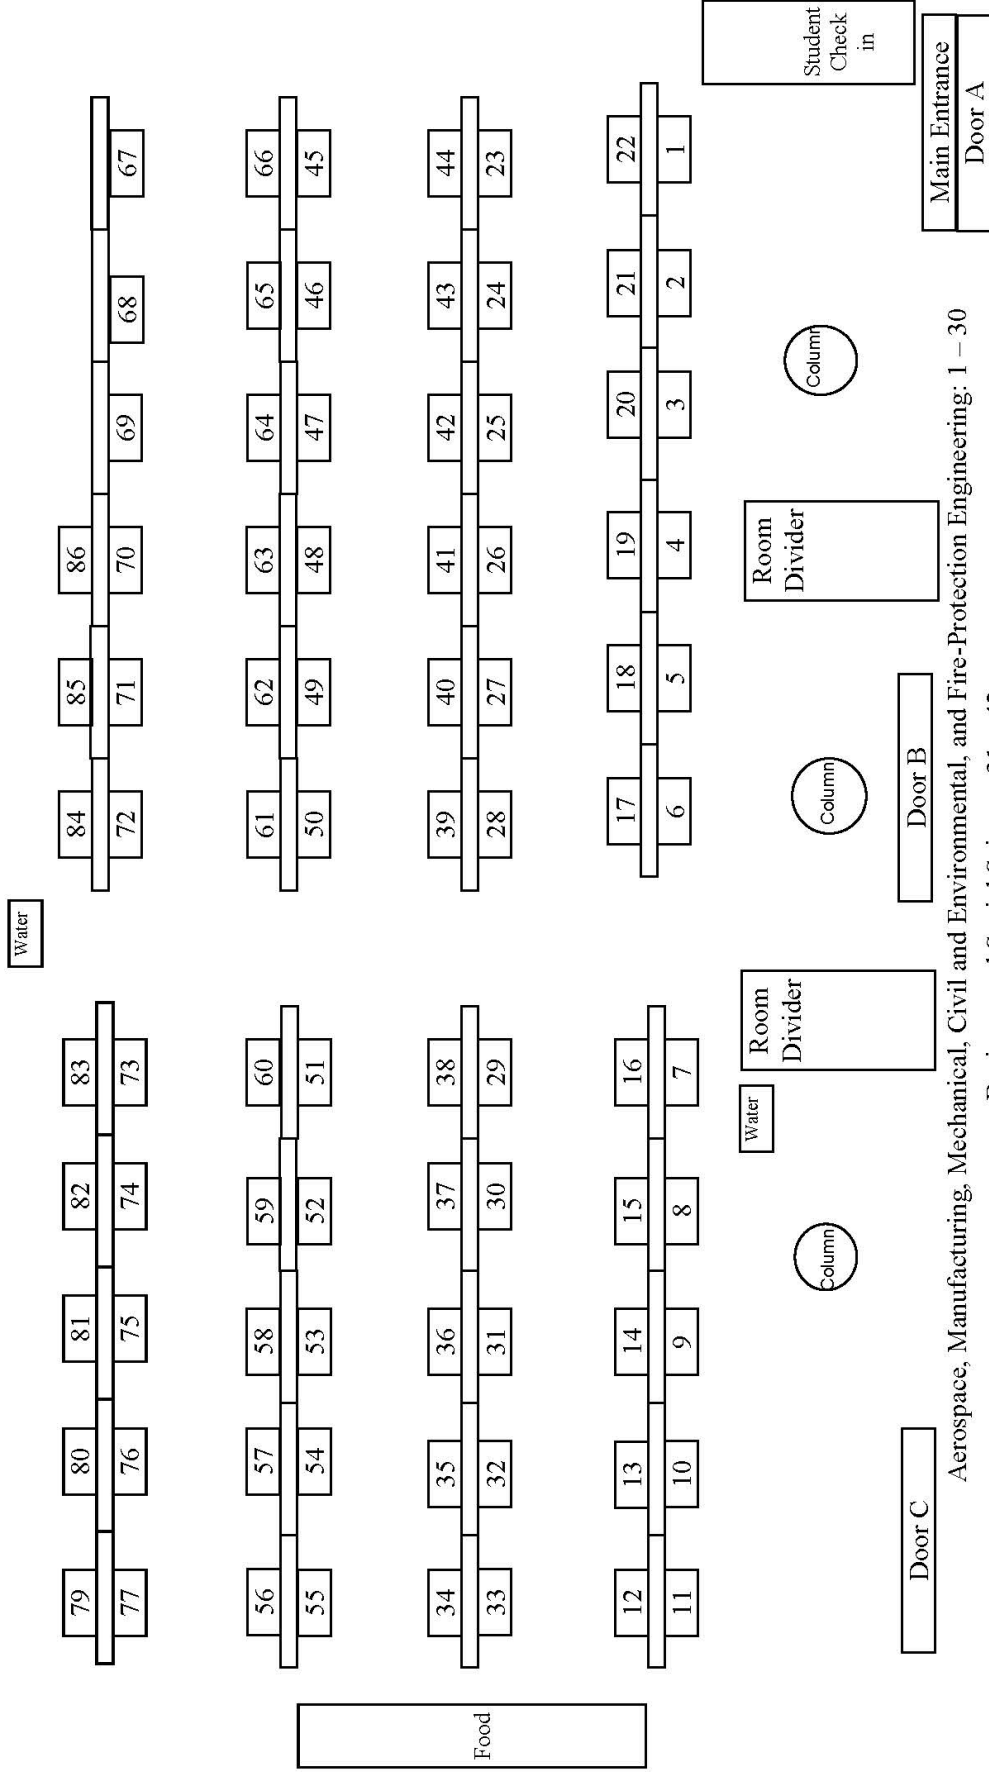 Water
79 80 81 82 83 84 85 86
77 76 75 74 73 72 71 70 69 68 67
56 57 58 59 60 61 62 63 64 65 66
55 54 53 52 51 50 49 48 47 46 45
34 35 36 37 38 39 40 41 42 43 44
Food
33 32 31 30 29 28 27 26 25 24 23
12 13 14 15 16 17 18 19 20 21 22
11 10 9 8 7 6 5 4 3 2 1
Water
Room
Divider
Room
Divider
Column
Column
Column
Student
Check
in
Door C
Door B
Main Entrance
Door A
Aerospace, Manufacturing, Mechanical, Civil and Environmental, and Fire-Protection Engineering: 1 – 30